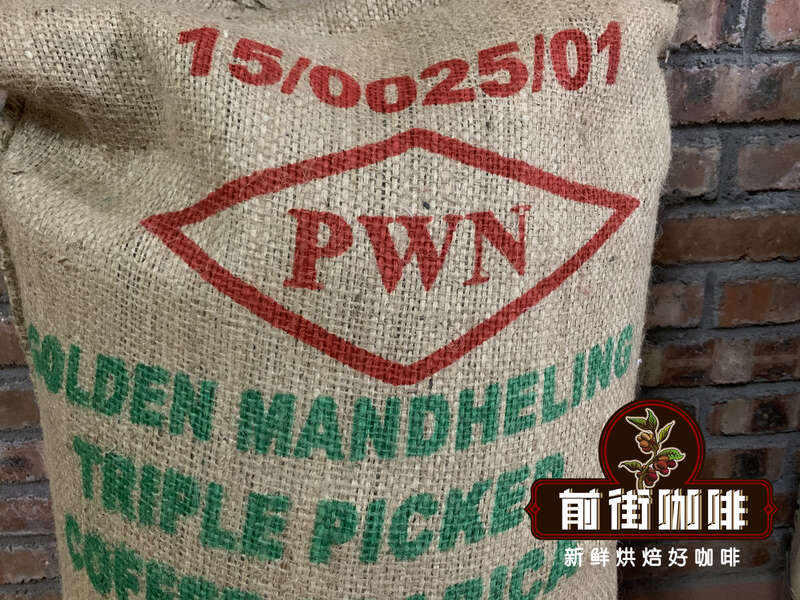 15/0025/01
PWN
GOLDEN MANDHELING
TRIPLE PICKED
前街咖啡
新鲜烘焙好咖啡